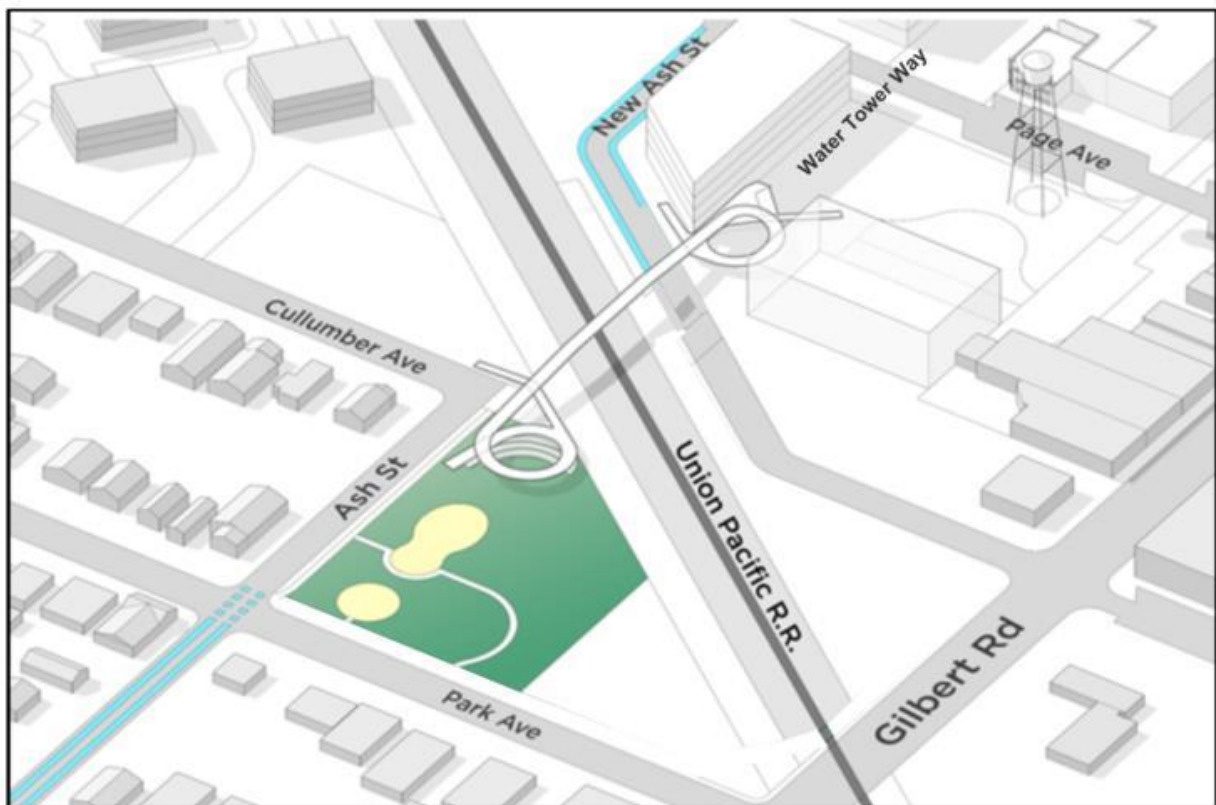 New Ash St
Water Tower Way
Page Ave
Cullumber Ave
Ash St
Union Pacific R.R.
Park Ave
Gilbert Rd